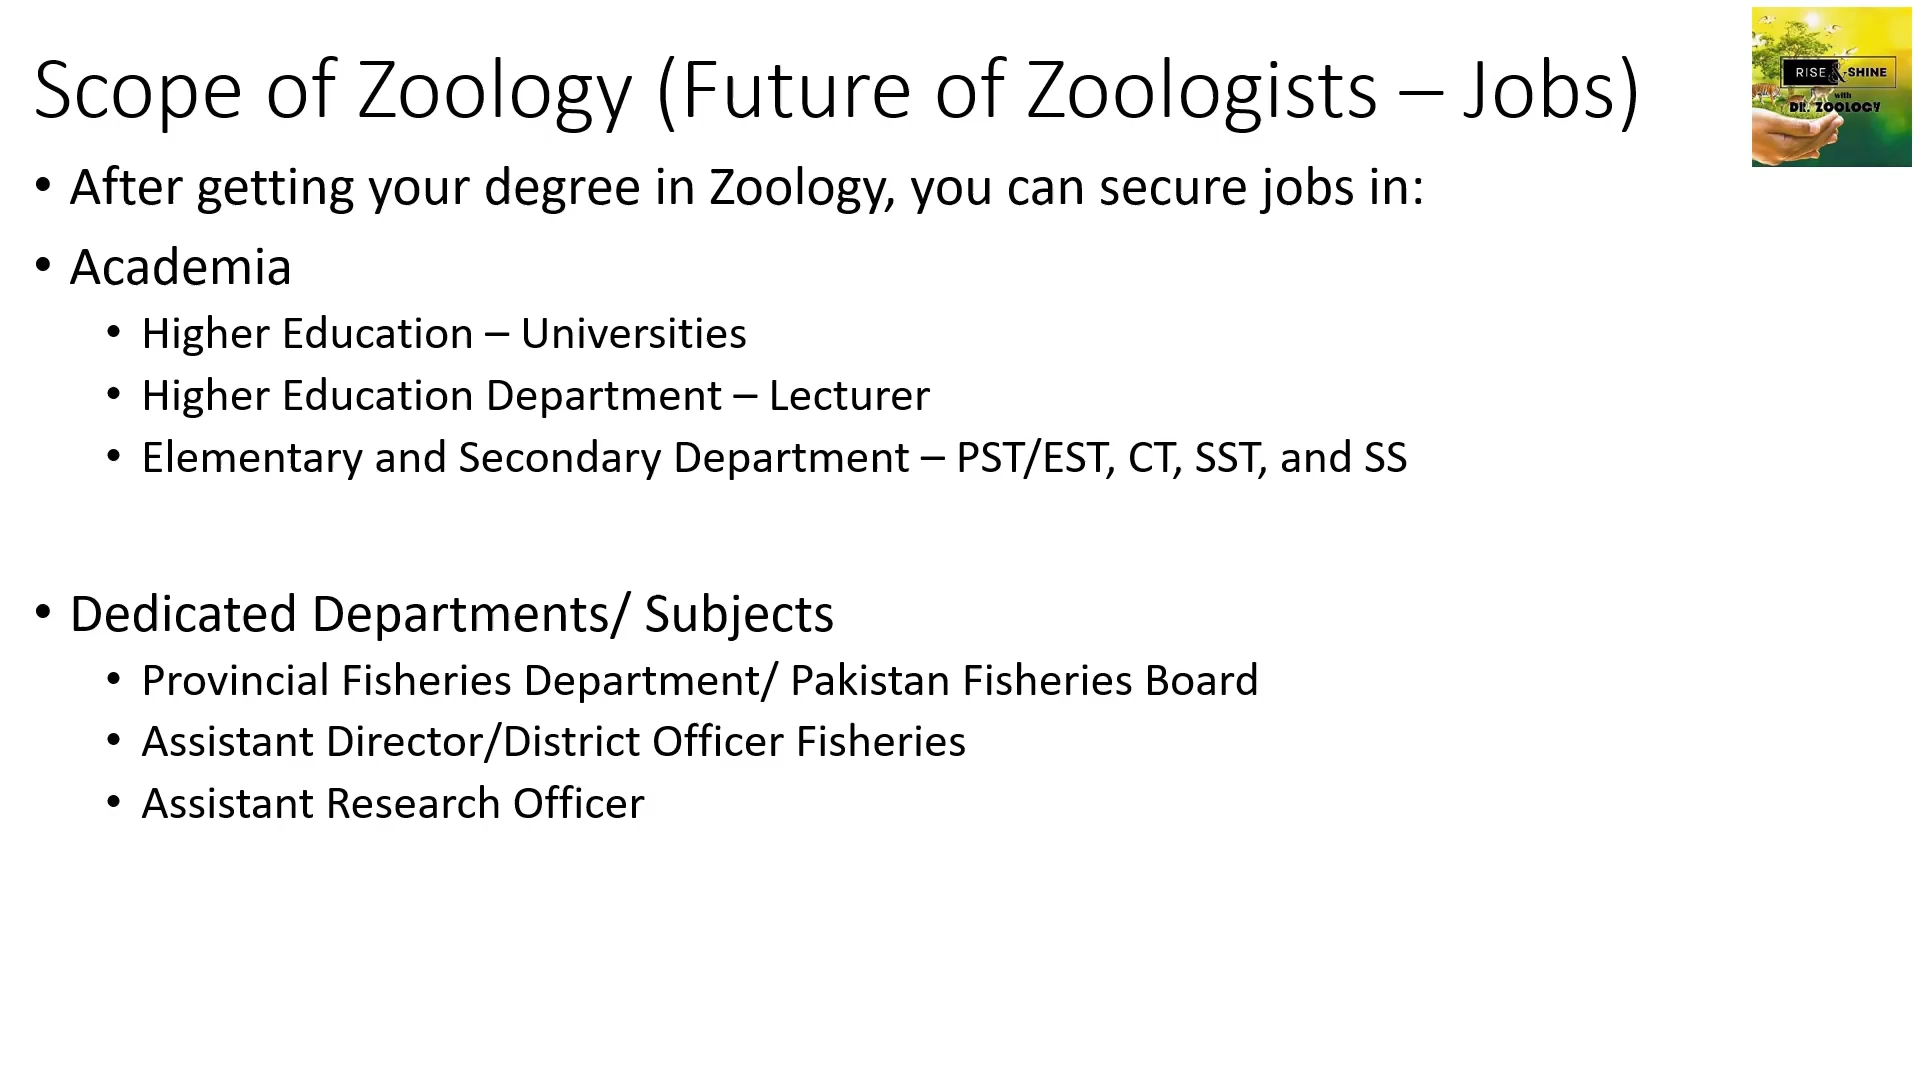 Scope of Zoology (Future of Zoologists – Jobs)
RISE & SHINE
with
DR. ZOOLOGY
• After getting your degree in Zoology, you can secure jobs in:
• Academia
• Higher Education – Universities
• Higher Education Department – Lecturer
• Elementary and Secondary Department – PST/EST, CT, SST, and SS
• Dedicated Departments/ Subjects
• Provincial Fisheries Department/ Pakistan Fisheries Board
• Assistant Director/District Officer Fisheries
• Assistant Research Officer